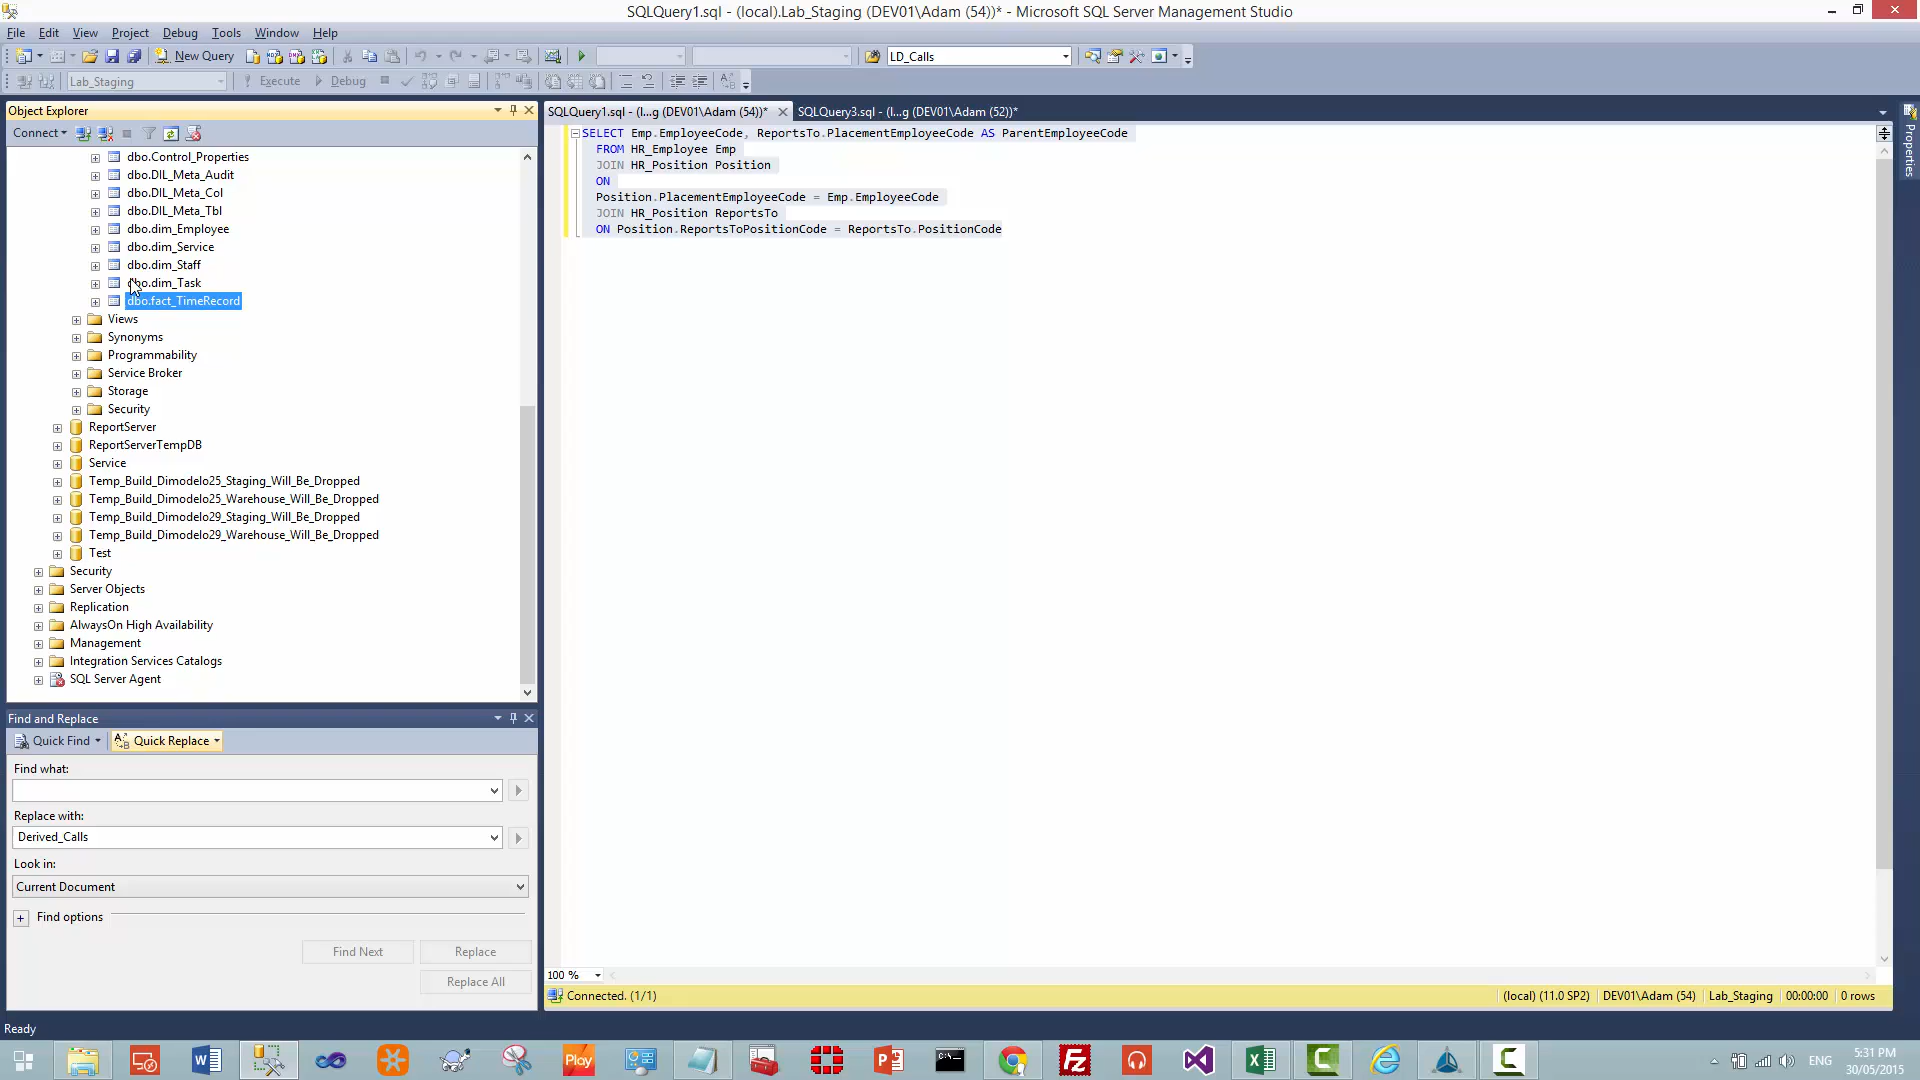 SQLQuery1.sql - (local).Lab_Staging (DEV01\Adam (54))* - Microsoft SQL Server Management Studio
File Edit View Project Debug Tools Window Help
New Query LD_Calls
Lab_Staging Execute Debug
Object Explorer
SQLQuery1.sql - (l...g (DEV01\Adam (54))* SQLQuery3.sql - (l...g (DEV01\Adam (52))*
Connect
dbo.Control_Properties
dbo.DIL_Meta_Audit
dbo.DIL_Meta_Col
dbo.DIL_Meta_Tbl
dbo.dim_Employee
dbo.dim_Service
dbo.dim_Staff
dbo.dim_Task
dbo.fact_TimeRecord
Views
Synonyms
Programmability
Service Broker
Storage
Security
ReportServer
ReportServerTempDB
Service
Temp_Build_Dimodelo25_Staging_Will_Be_Dropped
Temp_Build_Dimodelo25_Warehouse_Will_Be_Dropped
Temp_Build_Dimodelo29_Staging_Will_Be_Dropped
Temp_Build_Dimodelo29_Warehouse_Will_Be_Dropped
Test
Security
Server Objects
Replication
AlwaysOn High Availability
Management
Integration Services Catalogs
SQL Server Agent
SELECT Emp.EmployeeCode, ReportsTo.PlacementEmployeeCode AS ParentEmployeeCode
FROM HR_Employee Emp
JOIN HR_Position Position
ON
Position.PlacementEmployeeCode = Emp.EmployeeCode
JOIN HR_Position ReportsTo
ON Position.ReportsToPositionCode = ReportsTo.PositionCode
Properties
Find and Replace
Quick Find Quick Replace
Find what:
Replace with:
Derived_Calls
Look in:
Current Document
Find options
Find Next Replace
Replace All
100 %
Connected. (1/1) (local) (11.0 SP2) DEV01\Adam (54) Lab_Staging 00:00:00 0 rows
Ready
Play
ENG
5:31 PM
30/05/2015